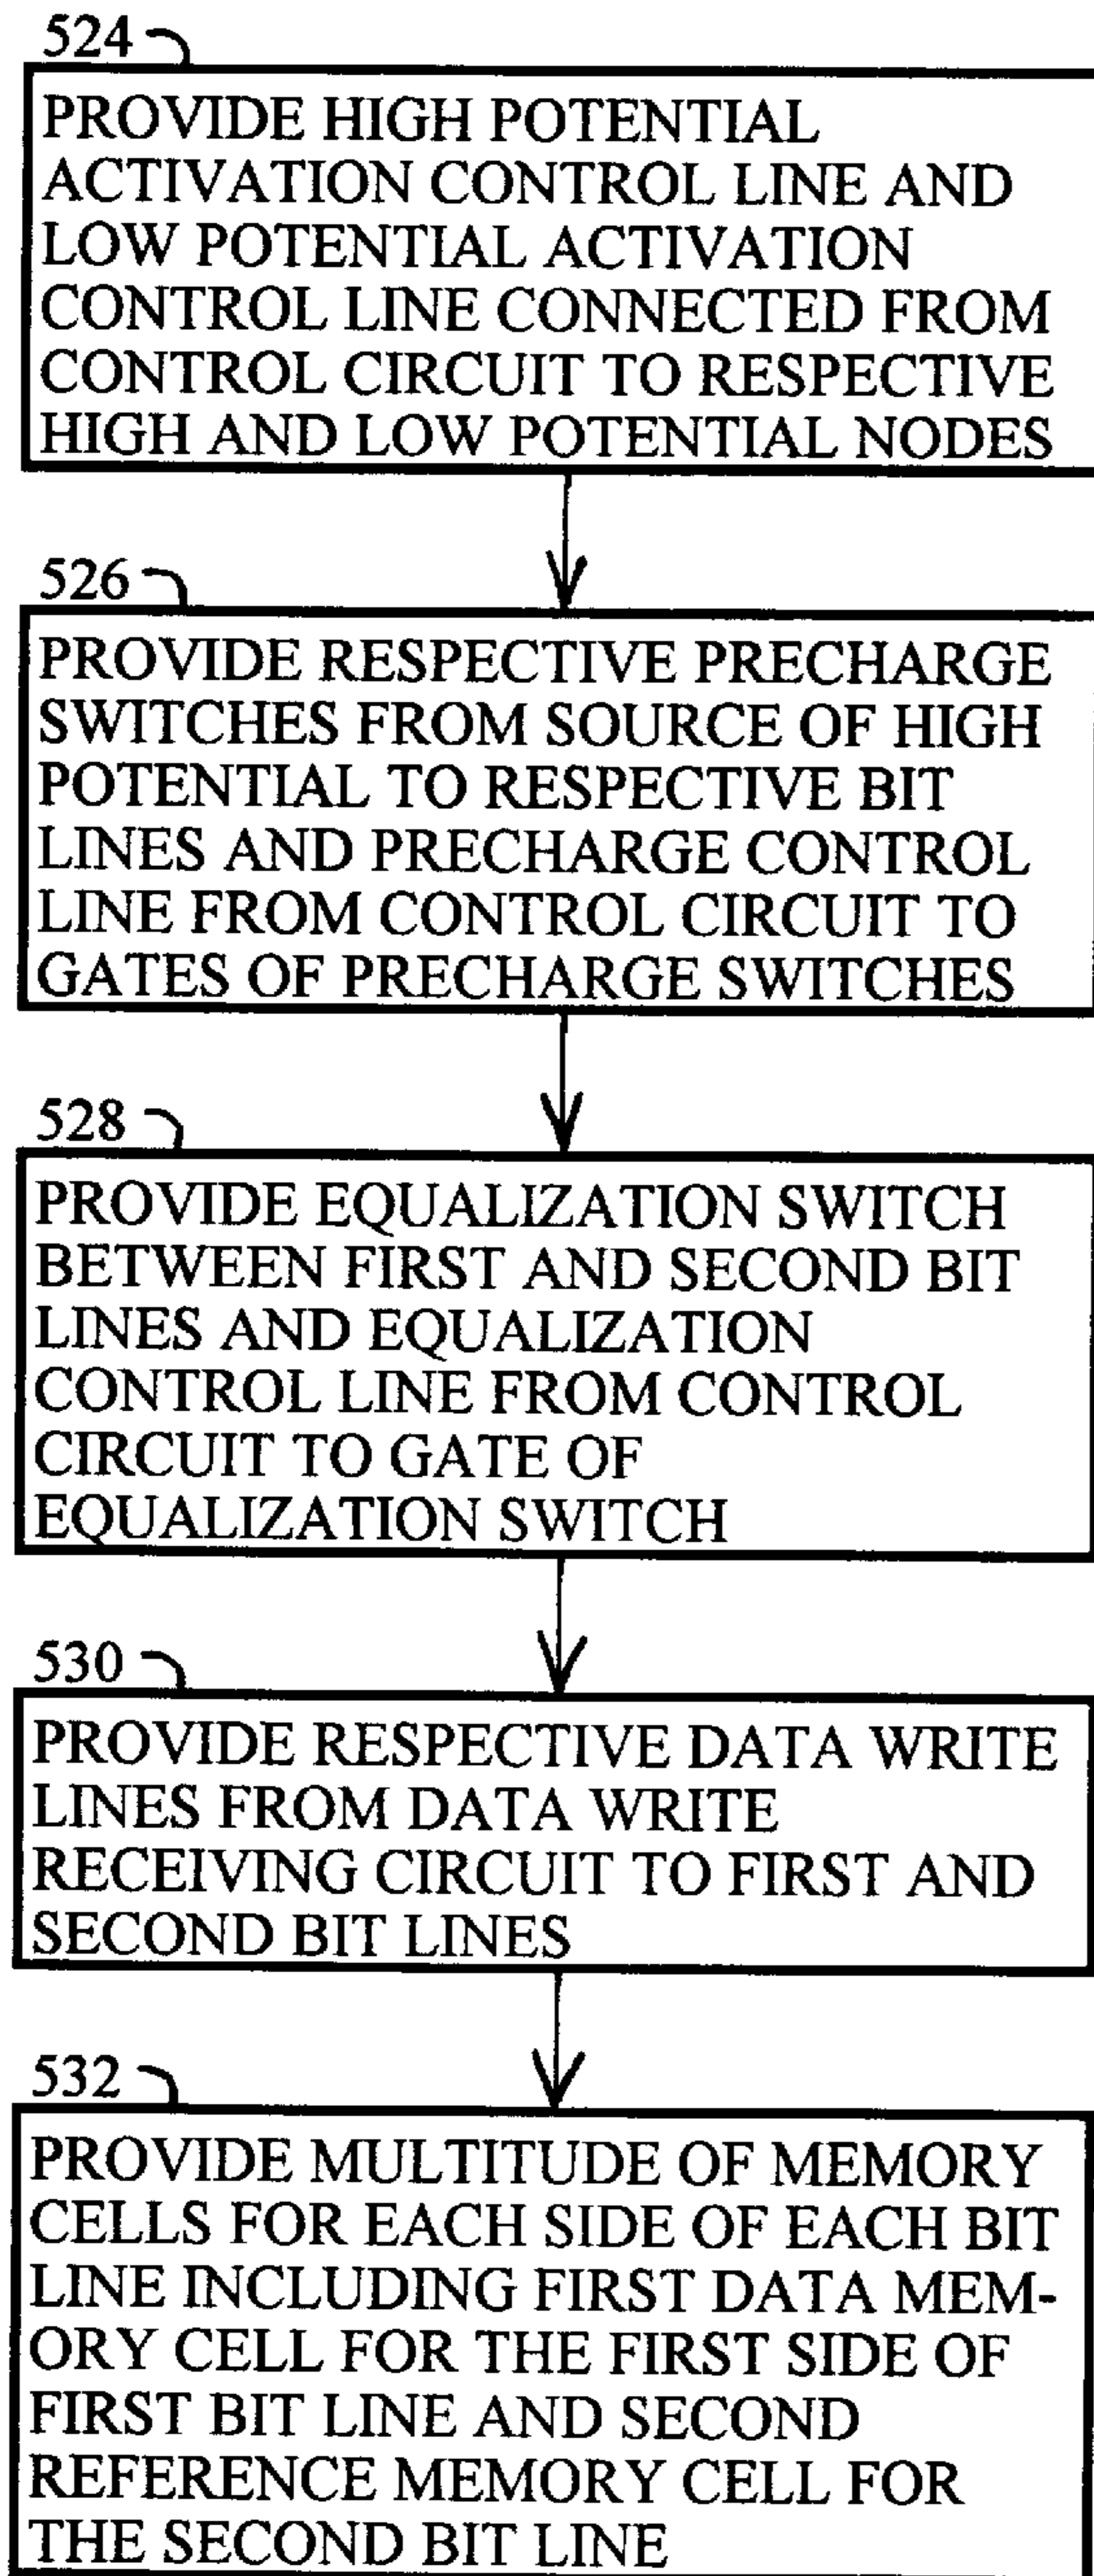 524
PROVIDE HIGH POTENTIAL
ACTIVATION CONTROL LINE AND
LOW POTENTIAL ACTIVATION
CONTROL LINE CONNECTED FROM
CONTROL CIRCUIT TO RESPECTIVE
HIGH AND LOW POTENTIAL NODES
526
PROVIDE RESPECTIVE PRECHARGE
SWITCHES FROM SOURCE OF HIGH
POTENTIAL TO RESPECTIVE BIT
LINES AND PRECHARGE CONTROL
LINE FROM CONTROL CIRCUIT TO
GATES OF PRECHARGE SWITCHES
528
PROVIDE EQUALIZATION SWITCH
BETWEEN FIRST AND SECOND BIT
LINES AND EQUALIZATION
CONTROL LINE FROM CONTROL
CIRCUIT TO GATE OF
EQUALIZATION SWITCH
530
PROVIDE RESPECTIVE DATA WRITE
LINES FROM DATA WRITE
RECEIVING CIRCUIT TO FIRST AND
SECOND BIT LINES
532
PROVIDE MULTITUDE OF MEMORY
CELLS FOR EACH SIDE OF EACH BIT
LINE INCLUDING FIRST DATA MEM-
ORY CELL FOR THE FIRST SIDE OF
FIRST BIT LINE AND SECOND
REFERENCE MEMORY CELL FOR
THE SECOND BIT LINE